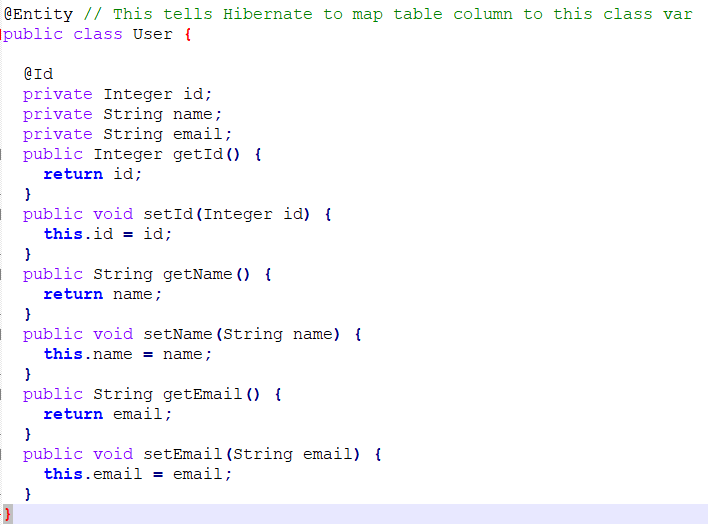 @Entity // This tells Hibernate to map table column to this class var
public class User {
@Id
private Integer id;
private String name;
private String email;
public Integer getId() {
return id;
}
public void setId(Integer id) {
this.id = id;
}
public String getName() {
return name;
}
public void setName(String name) {
this.name = name;
}
public String getEmail() {
return email;
}
public void setEmail(String email) {
this.email = email;
}
}